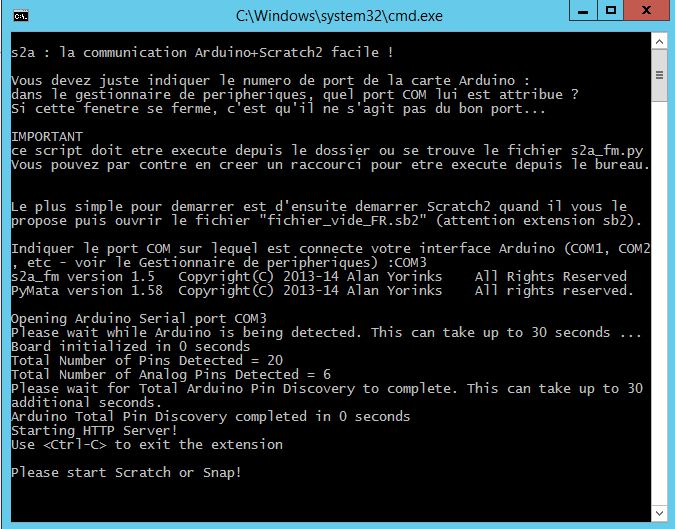 C:\Windows\system32\cmd.exe
s2a : la communication Arduino+Scratch2 facile !
Vous devez juste indiquer le numero de port de la carte Arduino :
dans le gestionnaire de peripheriques, quel port COM lui est attribue ?
Si cette fenetre se ferme, c'est qu'il ne s'agit pas du bon port...
IMPORTANT
ce script doit etre execute depuis le dossier ou se trouve le fichier s2a_fm.py
Vous pouvez par contre en creer un raccourci pour etre execute depuis le bureau.
Le plus simple pour demarrer est d'ensuite demarrer Scratch2 quand il vous le
propose puis ouvrir le fichier "fichier_vide_FR.sb2" (attention extension sb2).
Indiquer le port COM sur lequel est connecte votre interface Arduino (COM1, COM2
, etc - voir le Gestionnaire de peripheriques) :COM3
s2a_fm version 1.5   Copyright(C) 2013-14 Alan Yorinks    All Rights Reserved
PyMata version 1.58  Copyright(C) 2013-14 Alan Yorinks    All rights reserved.
Opening Arduino Serial port COM3
Please wait while Arduino is being detected. This can take up to 30 seconds ...
Board initialized in 0 seconds
Total Number of Pins Detected = 20
Total Number of Analog Pins Detected = 6
Please wait for Total Arduino Pin Discovery to complete. This can take up to 30
additional seconds.
Arduino Total Pin Discovery completed in 0 seconds
Starting HTTP Server!
Use <Ctrl-C> to exit the extension
Please start Scratch or Snap!